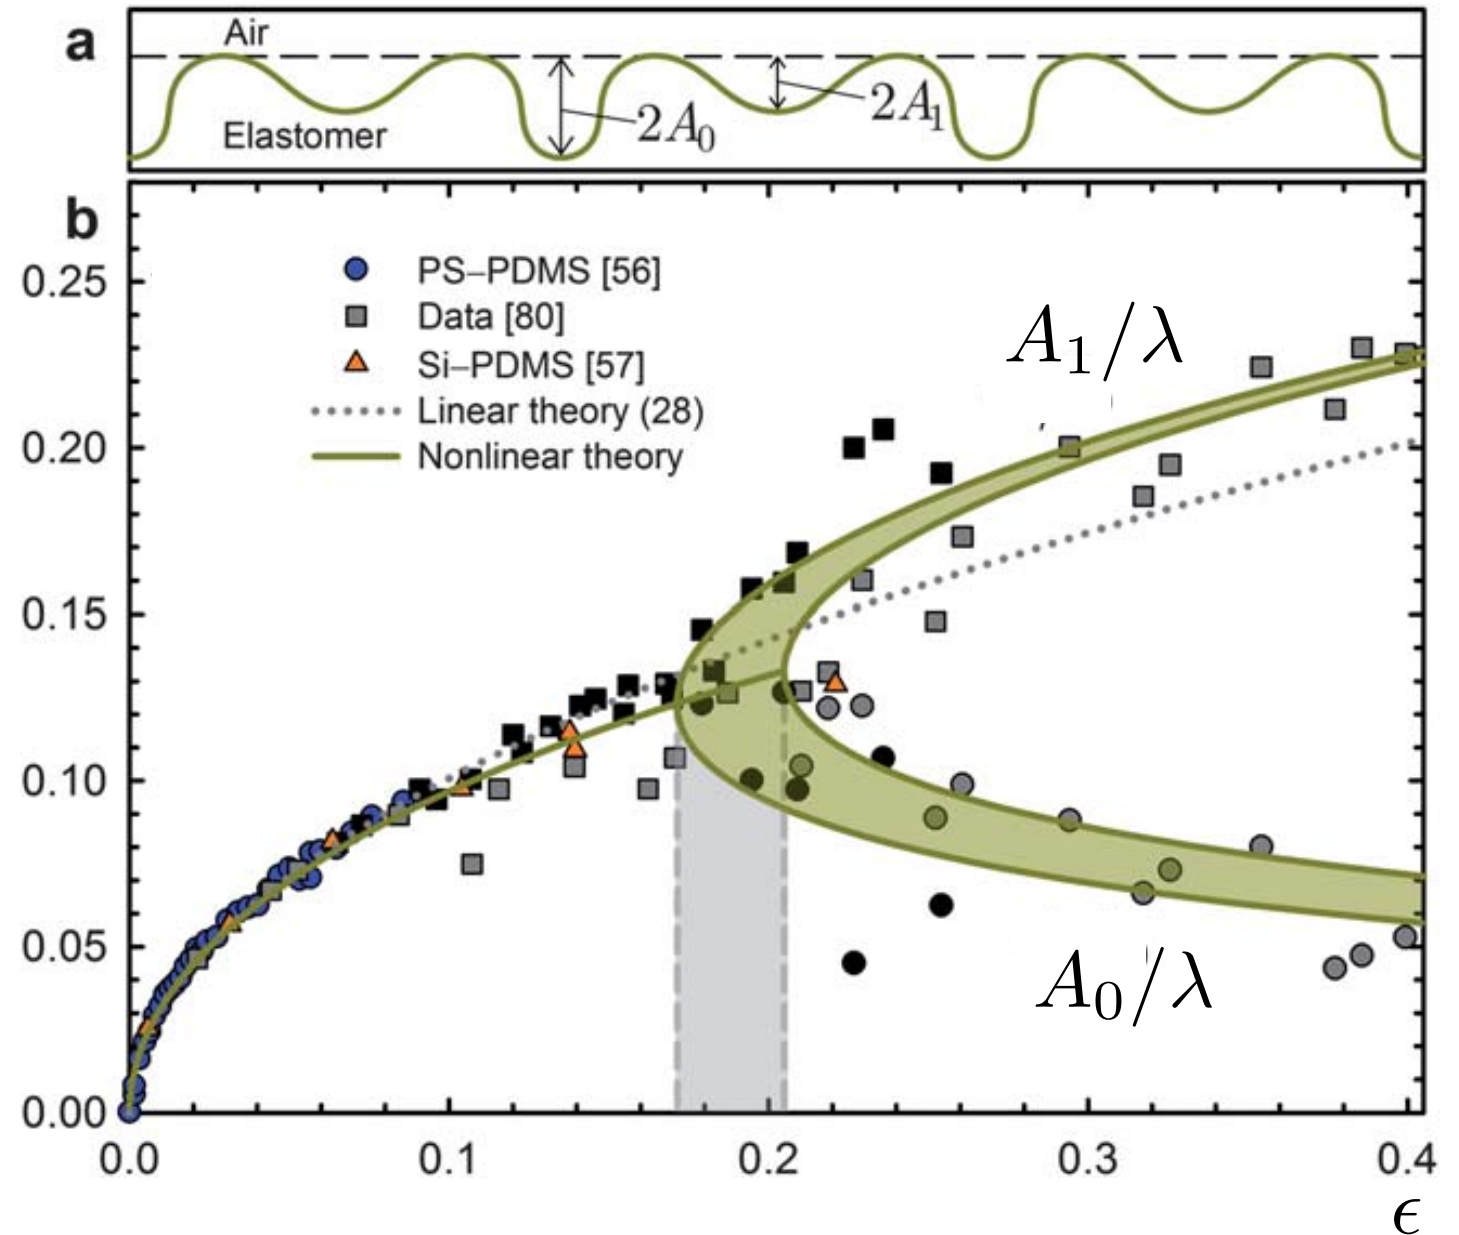 a
Air
Elastomer
2A₀
2A₁
b
PS–PDMS [56]
Data [80]
Si–PDMS [57]
Linear theory (28)
Nonlinear theory
A₁/λ
A₀/λ
0.25
0.20
0.15
0.10
0.05
0.00
0.0 0.1 0.2 0.3 0.4
ϵ